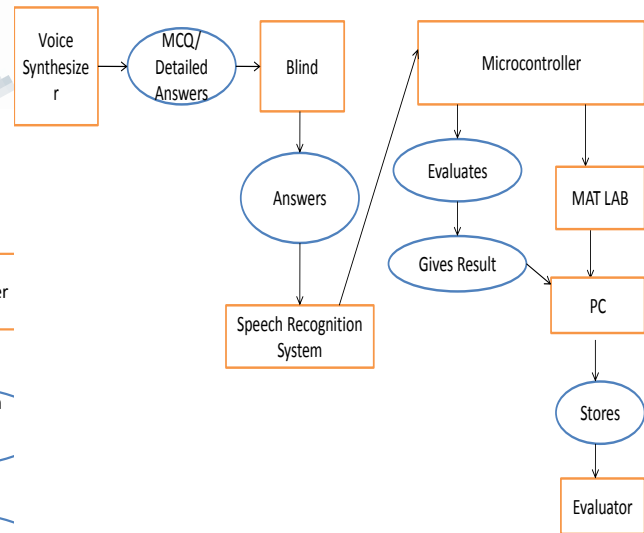 Voice
Synthesize
r
MCQ/
Detailed
Answers
Blind
Microcontroller
Answers
Evaluates
MAT LAB
Gives Result
PC
Speech Recognition
System
Stores
Evaluator